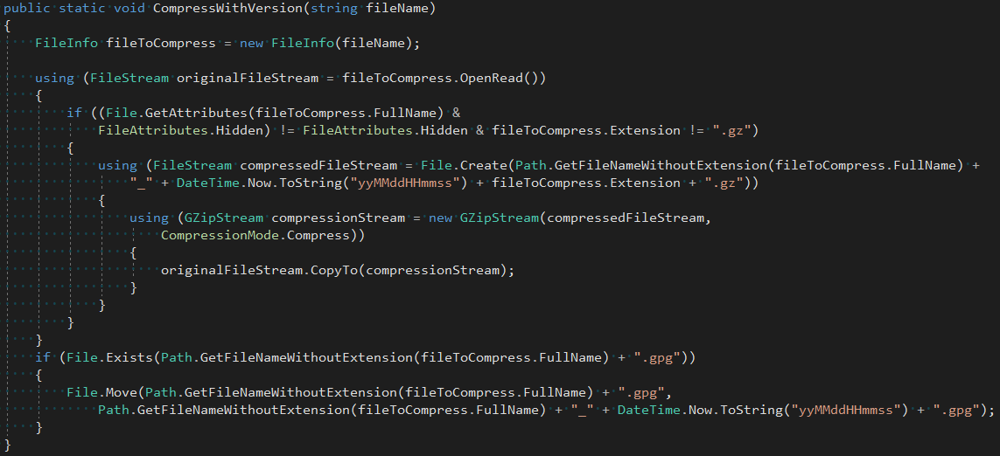 public static void CompressWithVersion(string fileName)
{
    FileInfo fileToCompress = new FileInfo(fileName);

    using (FileStream originalFileStream = fileToCompress.OpenRead())
    {
        if ((File.GetAttributes(fileToCompress.FullName) &
            FileAttributes.Hidden) != FileAttributes.Hidden & fileToCompress.Extension != ".gz")
        {
            using (FileStream compressedFileStream = File.Create(Path.GetFileNameWithoutExtension(fileToCompress.FullName) +
                "_" + DateTime.Now.ToString("yyMMddHHmmss") + fileToCompress.Extension + ".gz"))
            {
                using (GZipStream compressionStream = new GZipStream(compressedFileStream,
                    CompressionMode.Compress))
                {
                    originalFileStream.CopyTo(compressionStream);
                }
            }
        }
    }
    if (File.Exists(Path.GetFileNameWithoutExtension(fileToCompress.FullName) + ".gpg"))
    {
        File.Move(Path.GetFileNameWithoutExtension(fileToCompress.FullName) + ".gpg",
            Path.GetFileNameWithoutExtension(fileToCompress.FullName) + "_" + DateTime.Now.ToString("yyMMddHHmmss") + ".gpg");
    }
}